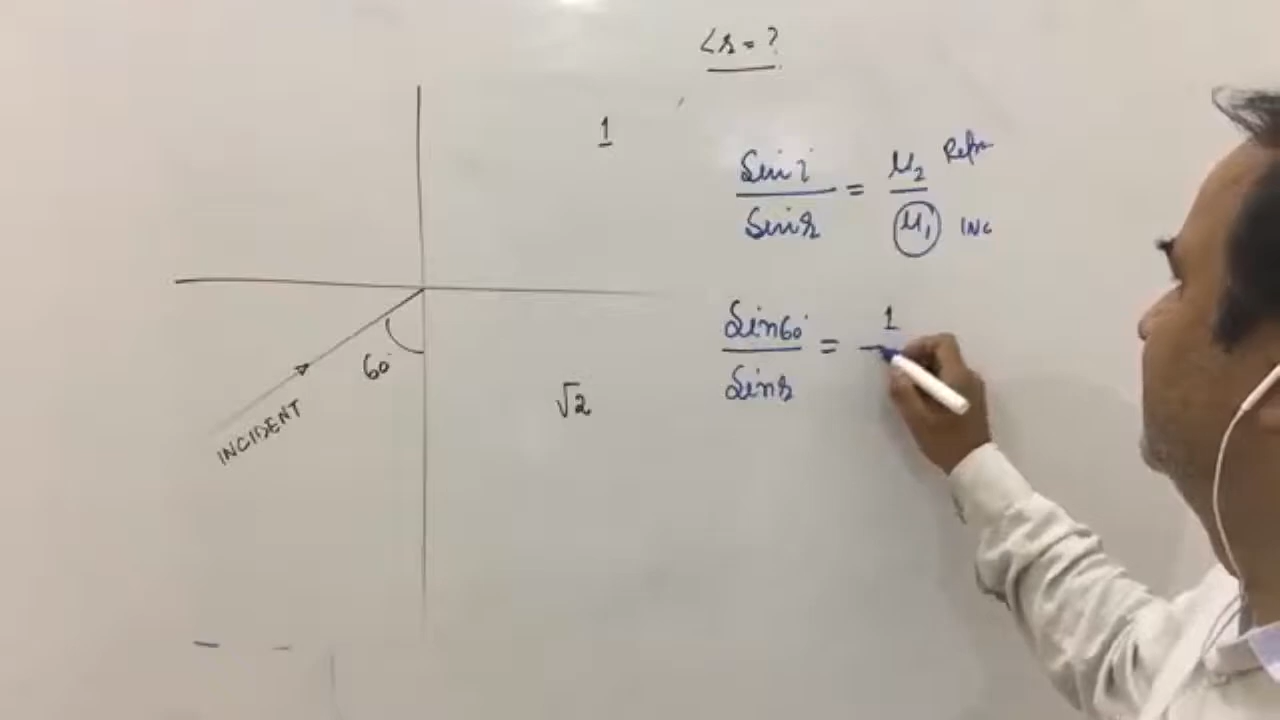 ∠r = ?
1
Sin i / Sin r = μ₂ / μ₁
Refr
INC
Sin 60° / Sin r = 1
60°
√2
INCIDENT